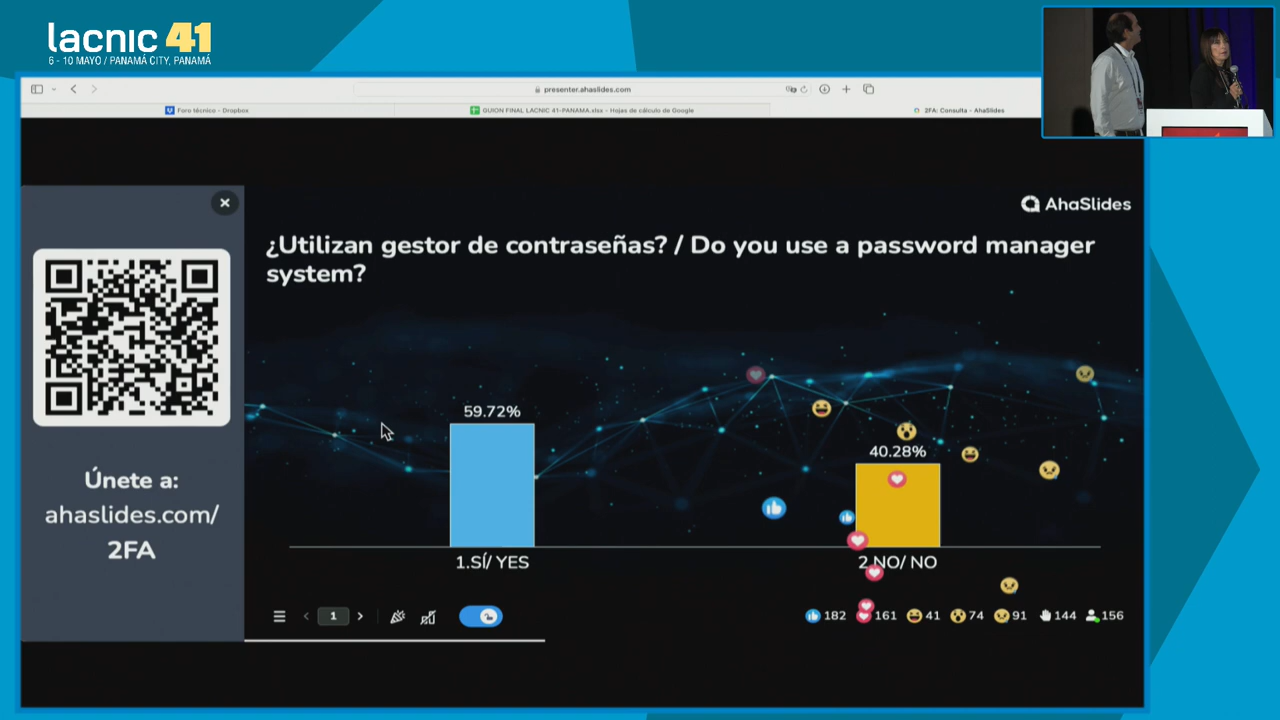 lacnic 41
6 - 10 MAYO / PANAMÁ CITY, PANAMÁ
presenter.ahaslides.com
Foro técnico - Dropbox
GUION FINAL LACNIC 41-PANAMA.xlsx - Hojas de cálculo de Google
2FA: Consulta - AhaSlides
AhaSlides
¿Utilizan gestor de contraseñas? / Do you use a password manager
system?
Únete a:
ahaslides.com/
2FA
59.72%
40.28%
1.SÍ/ YES
2.NO/ NO
1
182 161 41 74 91 144 156